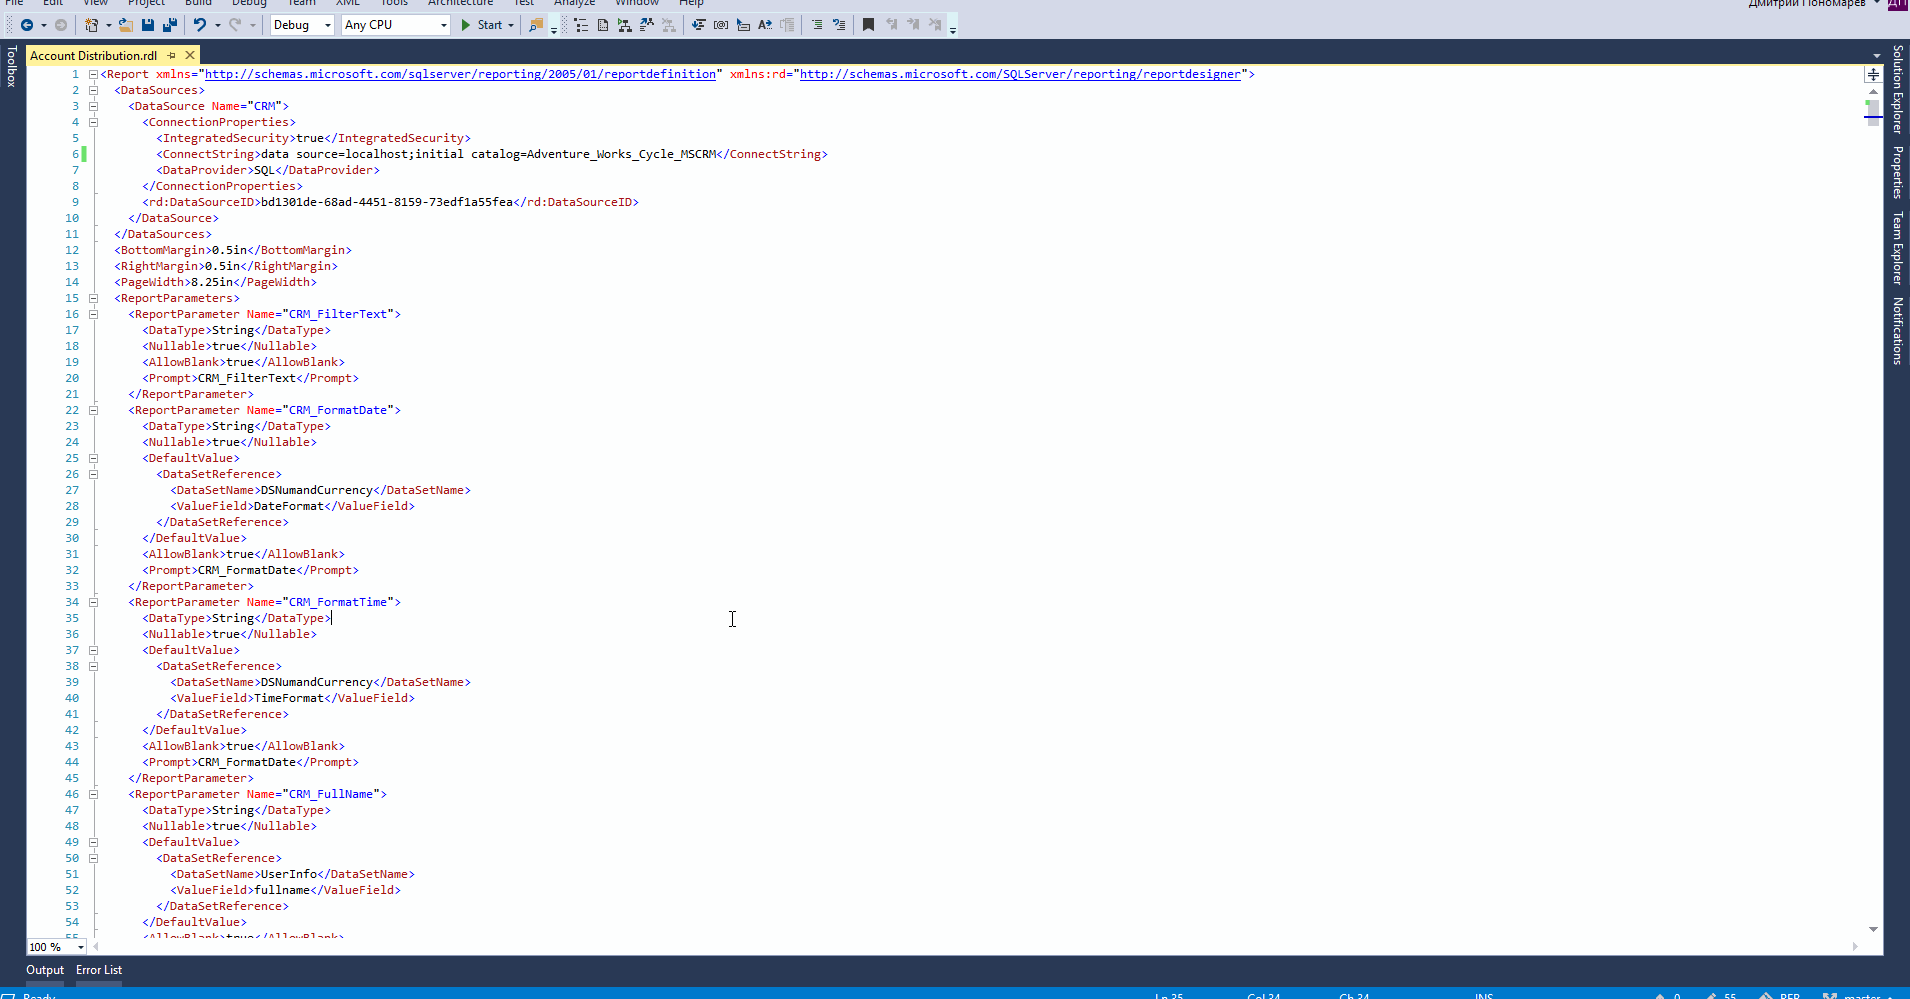 File Edit View Project Build Debug Team XML Tools Architecture Test Analyze Window Help Дмитрий Пономарев ДП
Debug Any CPU Start
Toolbox
Account Distribution.rdl
1 <Report xmlns="http://schemas.microsoft.com/sqlserver/reporting/2005/01/reportdefinition" xmlns:rd="http://schemas.microsoft.com/SQLServer/reporting/reportdesigner">
2 <DataSources>
3 <DataSource Name="CRM">
4 <ConnectionProperties>
5 <IntegratedSecurity>true</IntegratedSecurity>
6 <ConnectString>data source=localhost;initial catalog=Adventure_Works_Cycle_MSCRM</ConnectString>
7 <DataProvider>SQL</DataProvider>
8 </ConnectionProperties>
9 <rd:DataSourceID>bd1301de-68ad-4451-8159-73edf1a55fea</rd:DataSourceID>
10 </DataSource>
11 </DataSources>
12 <BottomMargin>0.5in</BottomMargin>
13 <RightMargin>0.5in</RightMargin>
14 <PageWidth>8.25in</PageWidth>
15 <ReportParameters>
16 <ReportParameter Name="CRM_FilterText">
17 <DataType>String</DataType>
18 <Nullable>true</Nullable>
19 <AllowBlank>true</AllowBlank>
20 <Prompt>CRM_FilterText</Prompt>
21 </ReportParameter>
22 <ReportParameter Name="CRM_FormatDate">
23 <DataType>String</DataType>
24 <Nullable>true</Nullable>
25 <DefaultValue>
26 <DataSetReference>
27 <DataSetName>DSNumandCurrency</DataSetName>
28 <ValueField>DateFormat</ValueField>
29 </DataSetReference>
30 </DefaultValue>
31 <AllowBlank>true</AllowBlank>
32 <Prompt>CRM_FormatDate</Prompt>
33 </ReportParameter>
34 <ReportParameter Name="CRM_FormatTime">
35 <DataType>String</DataType>
36 <Nullable>true</Nullable>
37 <DefaultValue>
38 <DataSetReference>
39 <DataSetName>DSNumandCurrency</DataSetName>
40 <ValueField>TimeFormat</ValueField>
41 </DataSetReference>
42 </DefaultValue>
43 <AllowBlank>true</AllowBlank>
44 <Prompt>CRM_FormatDate</Prompt>
45 </ReportParameter>
46 <ReportParameter Name="CRM_FullName">
47 <DataType>String</DataType>
48 <Nullable>true</Nullable>
49 <DefaultValue>
50 <DataSetReference>
51 <DataSetName>UserInfo</DataSetName>
52 <ValueField>fullname</ValueField>
53 </DataSetReference>
54 </DefaultValue>
55 <AllowBlank>true</AllowBlank>
Solution Explorer
Properties
Team Explorer
Notifications
100 %
Output Error List
Ready Ln 35 Col 34 Ch 34 INS 0 55 master